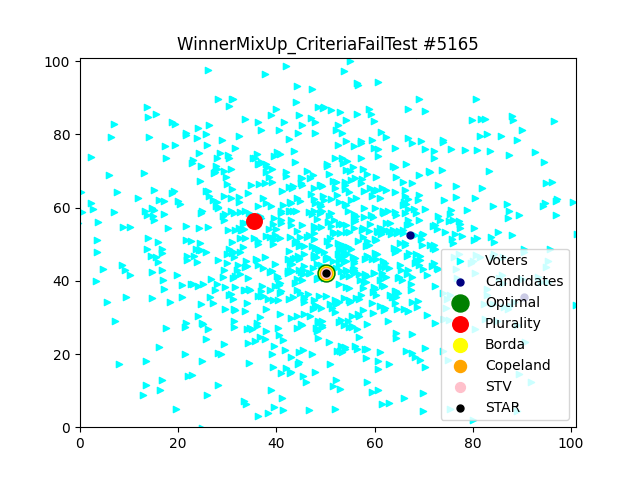 WinnerMixUp_CriteriaFailTest #5165
100
80
60
40
20
0
0
20
40
60
80
100
Voters
Candidates
Optimal
Plurality
Borda
Copeland
STV
STAR